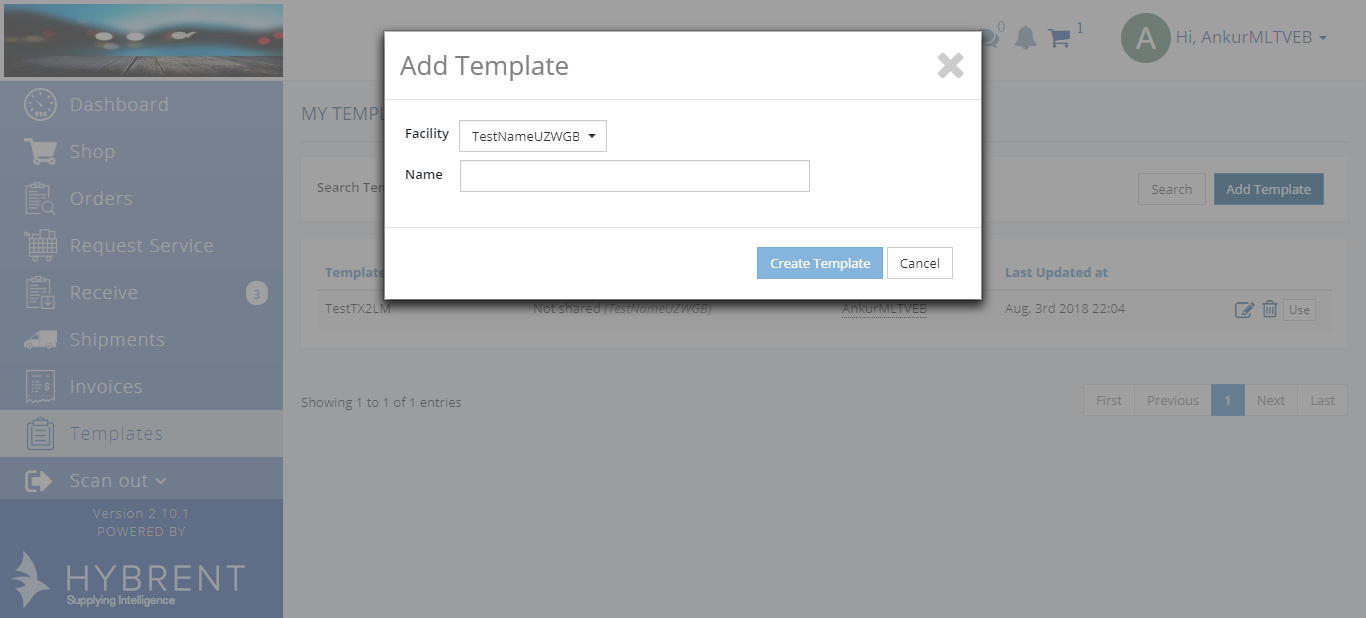 0
1
A
Hi, AnkurMLTVEB
Add Template
Dashboard
Shop
Orders
Request Service
Receive
3
Shipments
Invoices
Templates
Scan out
Version 2.10.1
POWERED BY
HYBRENT
Supplying Intelligence
MY TEMPL
Facility
TestNameUZWGB
Name
Search Tem
Search
Add Template
Create Template
Cancel
Template
Last Updated at
TestTX2LM
Not shared (TestNameUZWGB)
AnkurMLTVEB
Aug, 3rd 2018 22:04
Use
Showing 1 to 1 of 1 entries
First
Previous
1
Next
Last